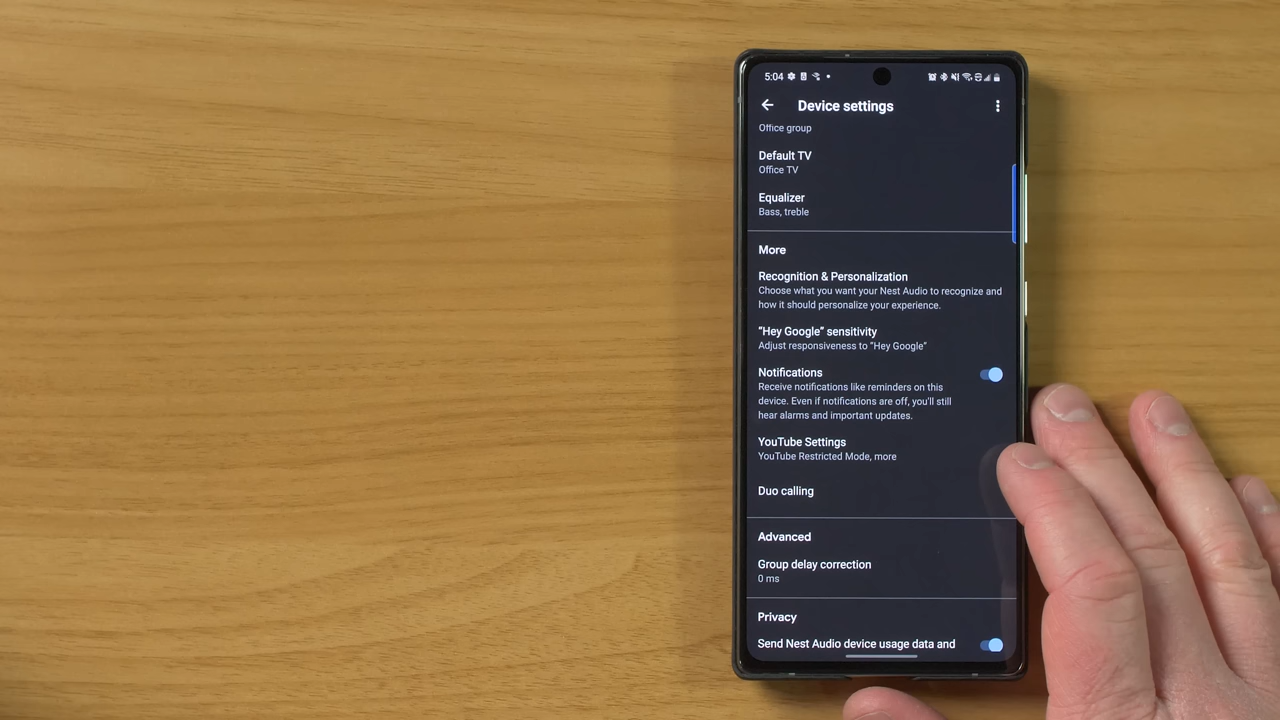 5:04
Device settings
Office group
Default TV
Office TV
Equalizer
Bass, treble
More
Recognition & Personalization
Choose what you want your Nest Audio to recognize and
how it should personalize your experience.
“Hey Google” sensitivity
Adjust responsiveness to “Hey Google”
Notifications
Receive notifications like reminders on this
device. Even if notifications are off, you'll still
hear alarms and important updates.
YouTube Settings
YouTube Restricted Mode, more
Duo calling
Advanced
Group delay correction
0 ms
Privacy
Send Nest Audio device usage data and